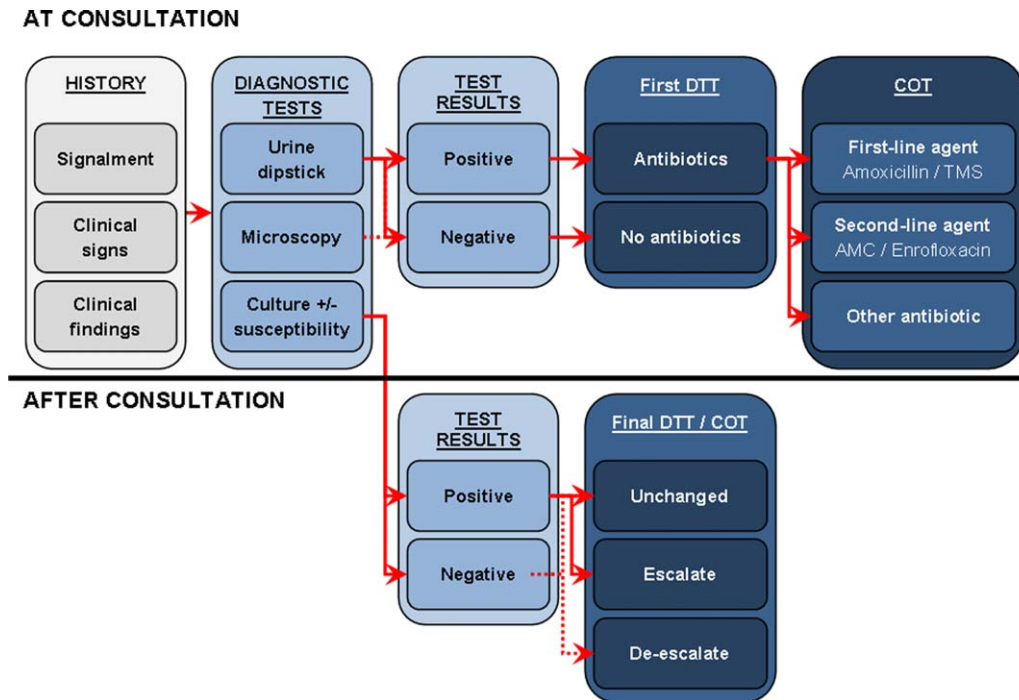 AT CONSULTATION
HISTORY
Signalment
Clinical
signs
Clinical
findings
DIAGNOSTIC
TESTS
Urine
dipstick
Microscopy
Culture +/-
susceptibility
TEST
RESULTS
Positive
Negative
First DTT
Antibiotics
No antibiotics
COT
First-line agent
Amoxicillin / TMS
Second-line agent
AMC / Enrofloxacin
Other antibiotic
AFTER CONSULTATION
TEST
RESULTS
Positive
Negative
Final DTT / COT
Unchanged
Escalate
De-escalate